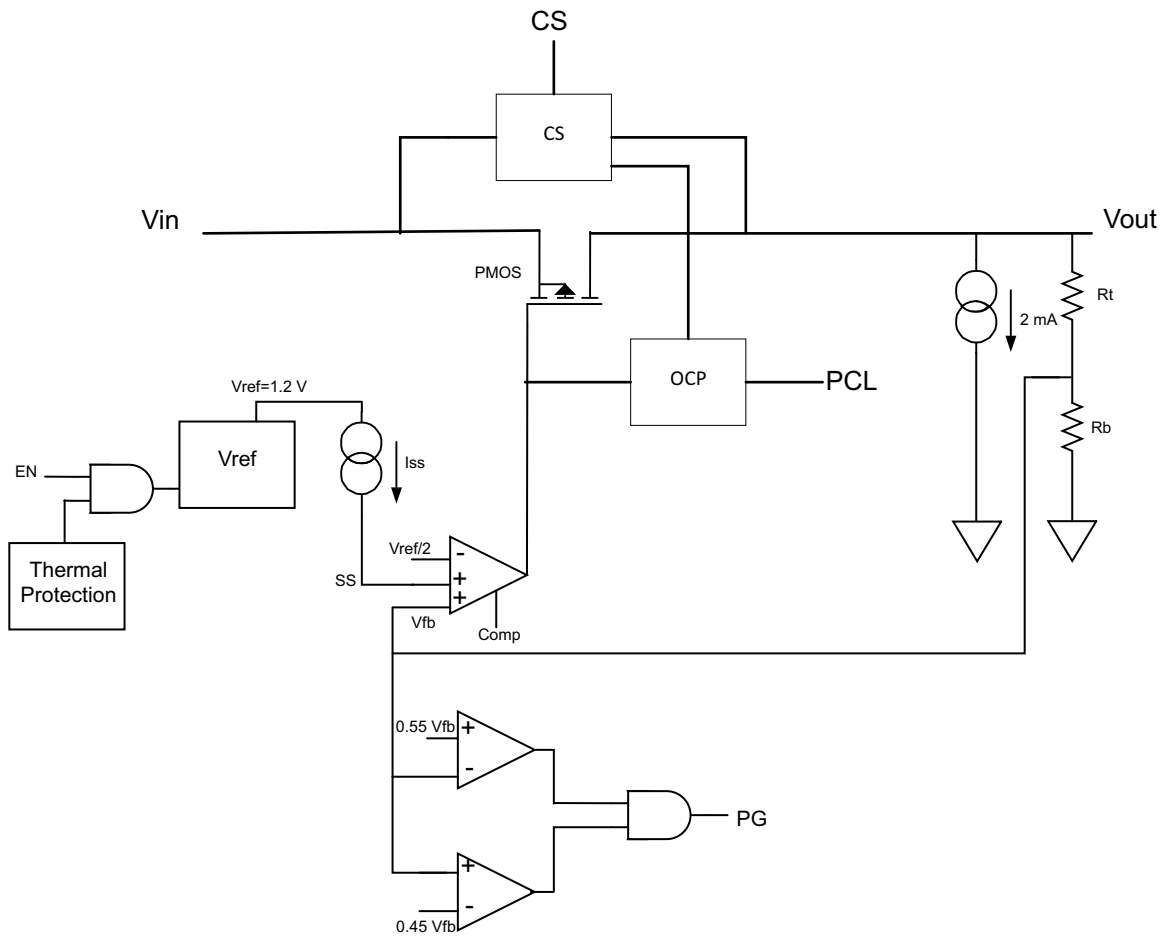 CS
CS
Vin
Vout
PMOS
Rt
2 mA
OCP
PCL
Vref=1.2 V
Rb
Vref
Iss
EN
Vref/2
-
Thermal
Protection
SS
+
+
Vfb
Comp
0.55 Vfb
+
-
PG
+
-
0.45 Vfb